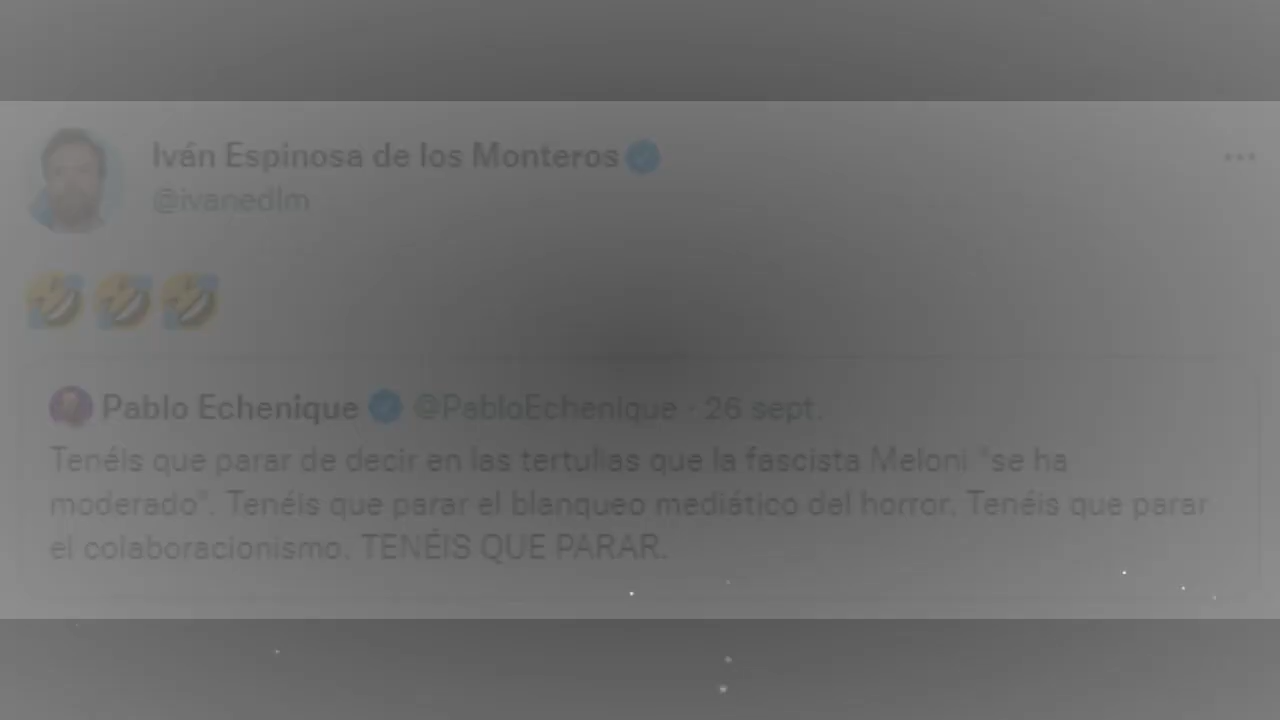 Iván Espinosa de los Monteros
@ivanedlm
Pablo Echenique @PabloEchenique · 26 sept.
Tenéis que parar de decir en las tertulias que la fascista Meloni "se ha
moderado". Tenéis que parar el blanqueo mediático del horror. Tenéis que parar
el colaboracionismo. TENÉIS QUE PARAR.